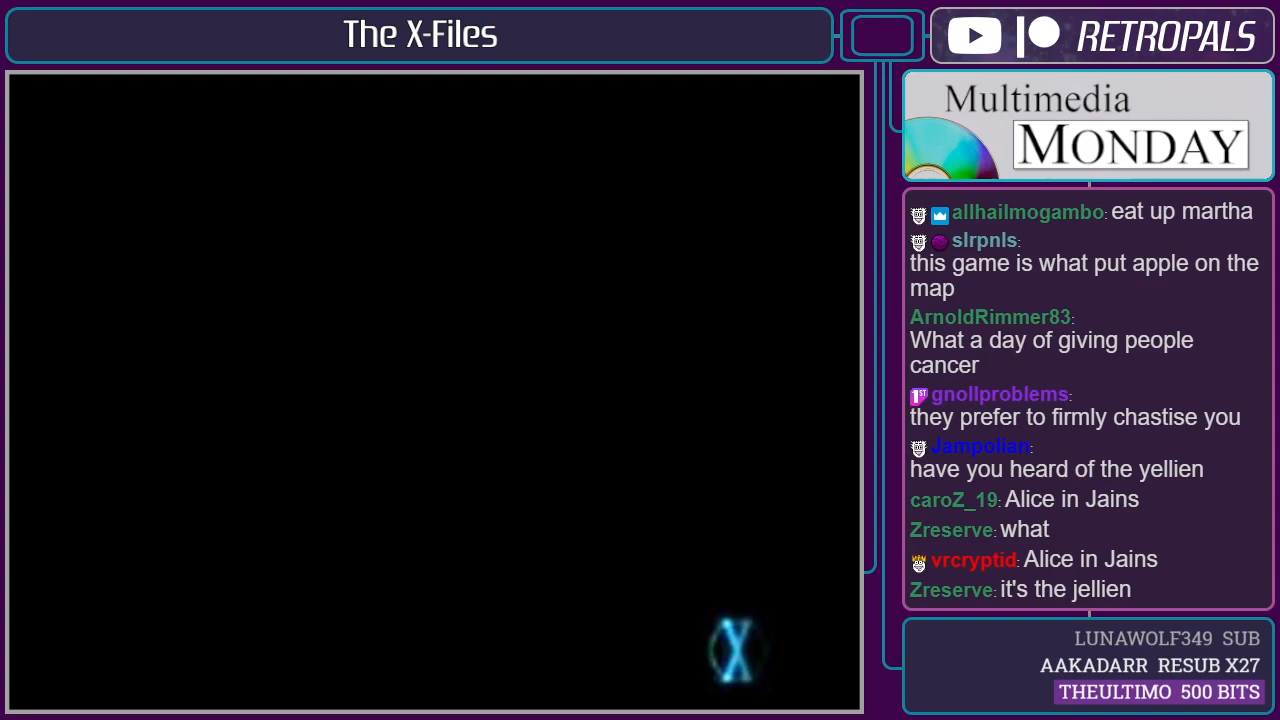 The X-Files
RETROPALS
Multimedia
MONDAY
allhailmogambo: eat up martha
slrpnls:
this game is what put apple on the
map
ArnoldRimmer83:
What a day of giving people
cancer
1ST gnollproblems:
they prefer to firmly chastise you
Jampolian:
have you heard of the yellien
caroZ_19: Alice in Jains
Zreserve: what
vrcryptid: Alice in Jains
Zreserve: it's the jellien
X
LUNAWOLF349 SUB
AAKADARR RESUB X27
THEULTIMO 500 BITS